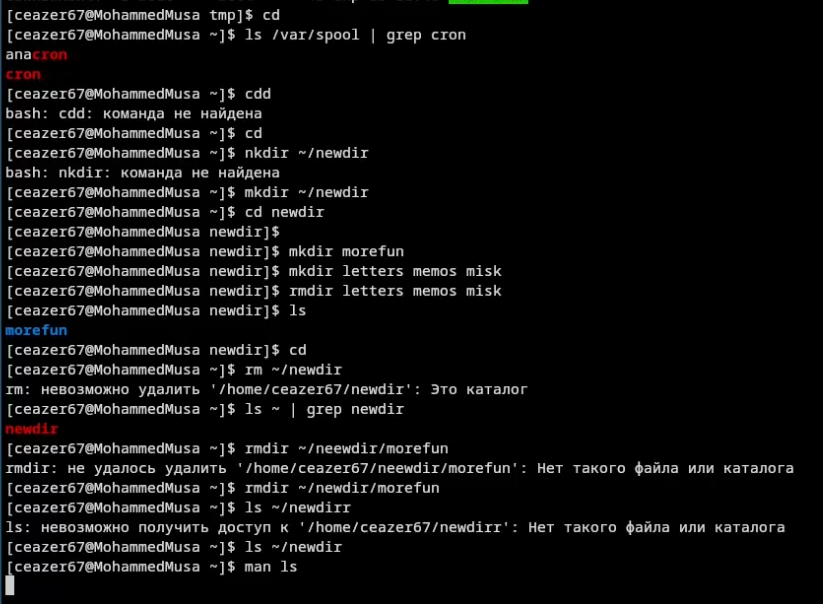 [ceazer67@MohammedMusa tmp]$ cd
[ceazer67@MohammedMusa ~]$ ls /var/spool | grep cron
anacron
cron
[ceazer67@MohammedMusa ~]$ cdd
bash: cdd: команда не найдена
[ceazer67@MohammedMusa ~]$ cd
[ceazer67@MohammedMusa ~]$ nkdir ~/newdir
bash: nkdir: команда не найдена
[ceazer67@MohammedMusa ~]$ mkdir ~/newdir
[ceazer67@MohammedMusa ~]$ cd newdir
[ceazer67@MohammedMusa newdir]$
[ceazer67@MohammedMusa newdir]$ mkdir morefun
[ceazer67@MohammedMusa newdir]$ mkdir letters memos misk
[ceazer67@MohammedMusa newdir]$ rmdir letters memos misk
[ceazer67@MohammedMusa newdir]$ ls
morefun
[ceazer67@MohammedMusa newdir]$ cd
[ceazer67@MohammedMusa ~]$ rm ~/newdir
rm: невозможно удалить '/home/ceazer67/newdir': Это каталог
[ceazer67@MohammedMusa ~]$ ls ~ | grep newdir
newdir
[ceazer67@MohammedMusa ~]$ rmdir ~/neewdir/morefun
rmdir: не удалось удалить '/home/ceazer67/neewdir/morefun': Нет такого файла или каталога
[ceazer67@MohammedMusa ~]$ rmdir ~/newdir/morefun
[ceazer67@MohammedMusa ~]$ ls ~/newdirr
ls: невозможно получить доступ к '/home/ceazer67/newdirr': Нет такого файла или каталога
[ceazer67@MohammedMusa ~]$ ls ~/newdir
[ceazer67@MohammedMusa ~]$ man ls